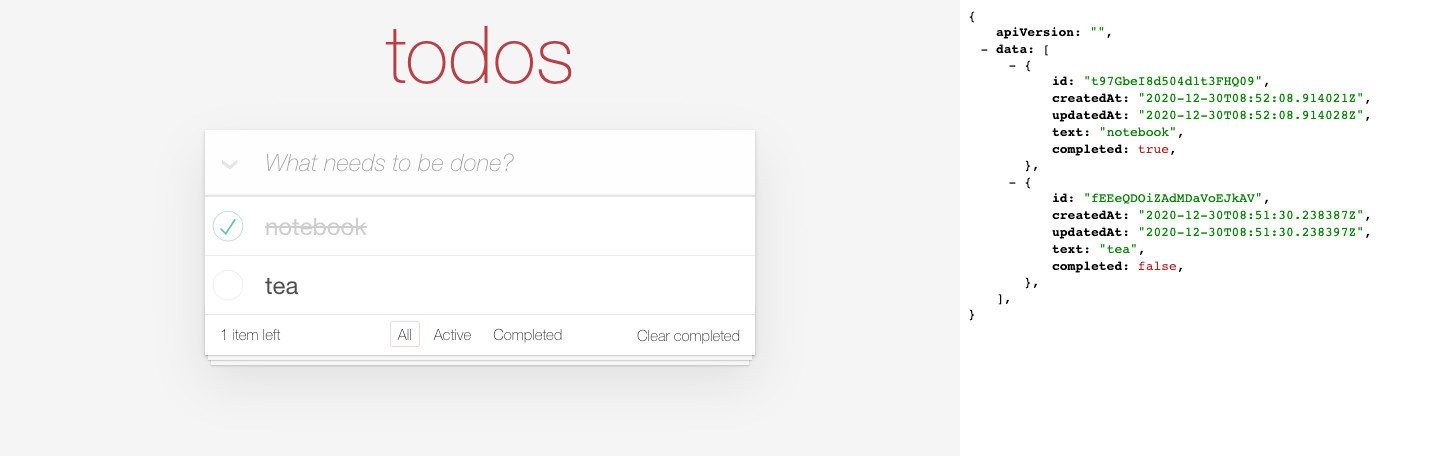 todos
What needs to be done?
notebook
tea
1 item left All Active Completed Clear completed
{
apiVersion: "",
- data: [
- {
id: "t97GbeI8d504d1t3FHQ09",
createdAt: "2020-12-30T08:52:08.914021Z",
updatedAt: "2020-12-30T08:52:08.914028Z",
text: "notebook",
completed: true,
},
- {
id: "fEEeQDOiZAdMDaVoEJkAV",
createdAt: "2020-12-30T08:51:30.238387Z",
updatedAt: "2020-12-30T08:51:30.238397Z",
text: "tea",
completed: false,
},
],
}